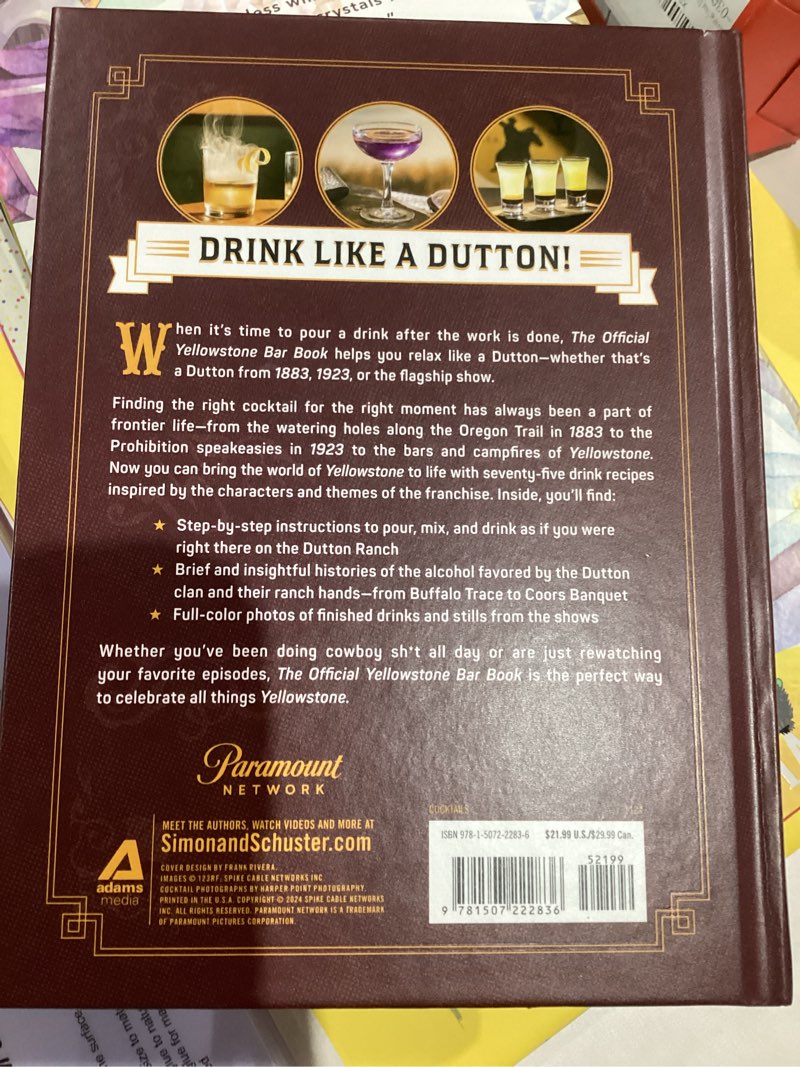 less wi
crystals
DRINK LIKE A DUTTON!
When it's time to pour a drink after the work is done, The Official
Yellowstone Bar Book helps you relax like a Dutton—whether that's
a Dutton from 1883, 1923, or the flagship show.
Finding the right cocktail for the right moment has always been a part of
frontier life—from the watering holes along the Oregon Trail in 1883 to the
Prohibition speakeasies in 1923 to the bars and campfires of Yellowstone.
Now you can bring the world of Yellowstone to life with seventy-five drink recipes
inspired by the characters and themes of the franchise. Inside, you'll find:
★ Step-by-step instructions to pour, mix, and drink as if you were
right there on the Dutton Ranch
★ Brief and insightful histories of the alcohol favored by the Dutton
clan and their ranch hands—from Buffalo Trace to Coors Banquet
★ Full-color photos of finished drinks and stills from the shows
Whether you've been doing cowboy sh*t all day or are just rewatching
your favorite episodes, The Official Yellowstone Bar Book is the perfect way
to celebrate all things Yellowstone.
Paramount
NETWORK
MEET THE AUTHORS, WATCH VIDEOS AND MORE AT
SimonandSchuster.com
COVER DESIGN BY FRANK RIVERA
IMAGES © 123RF; SPIKE CABLE NETWORKS INC
COCKTAIL PHOTOGRAPHS BY HARPER POINT PHOTOGRAPHY.
PRINTED IN THE U.S.A. COPYRIGHT © 2024 SPIKE CABLE NETWORKS
INC. ALL RIGHTS RESERVED. PARAMOUNT NETWORK IS A TRADEMARK
OF PARAMOUNT PICTURES CORPORATION.
adams
media
COCKTAILS
ISBN 978-1-5072-2283-6 $21.99 U.S./$29.99 Can.
52199
9 781507 222836